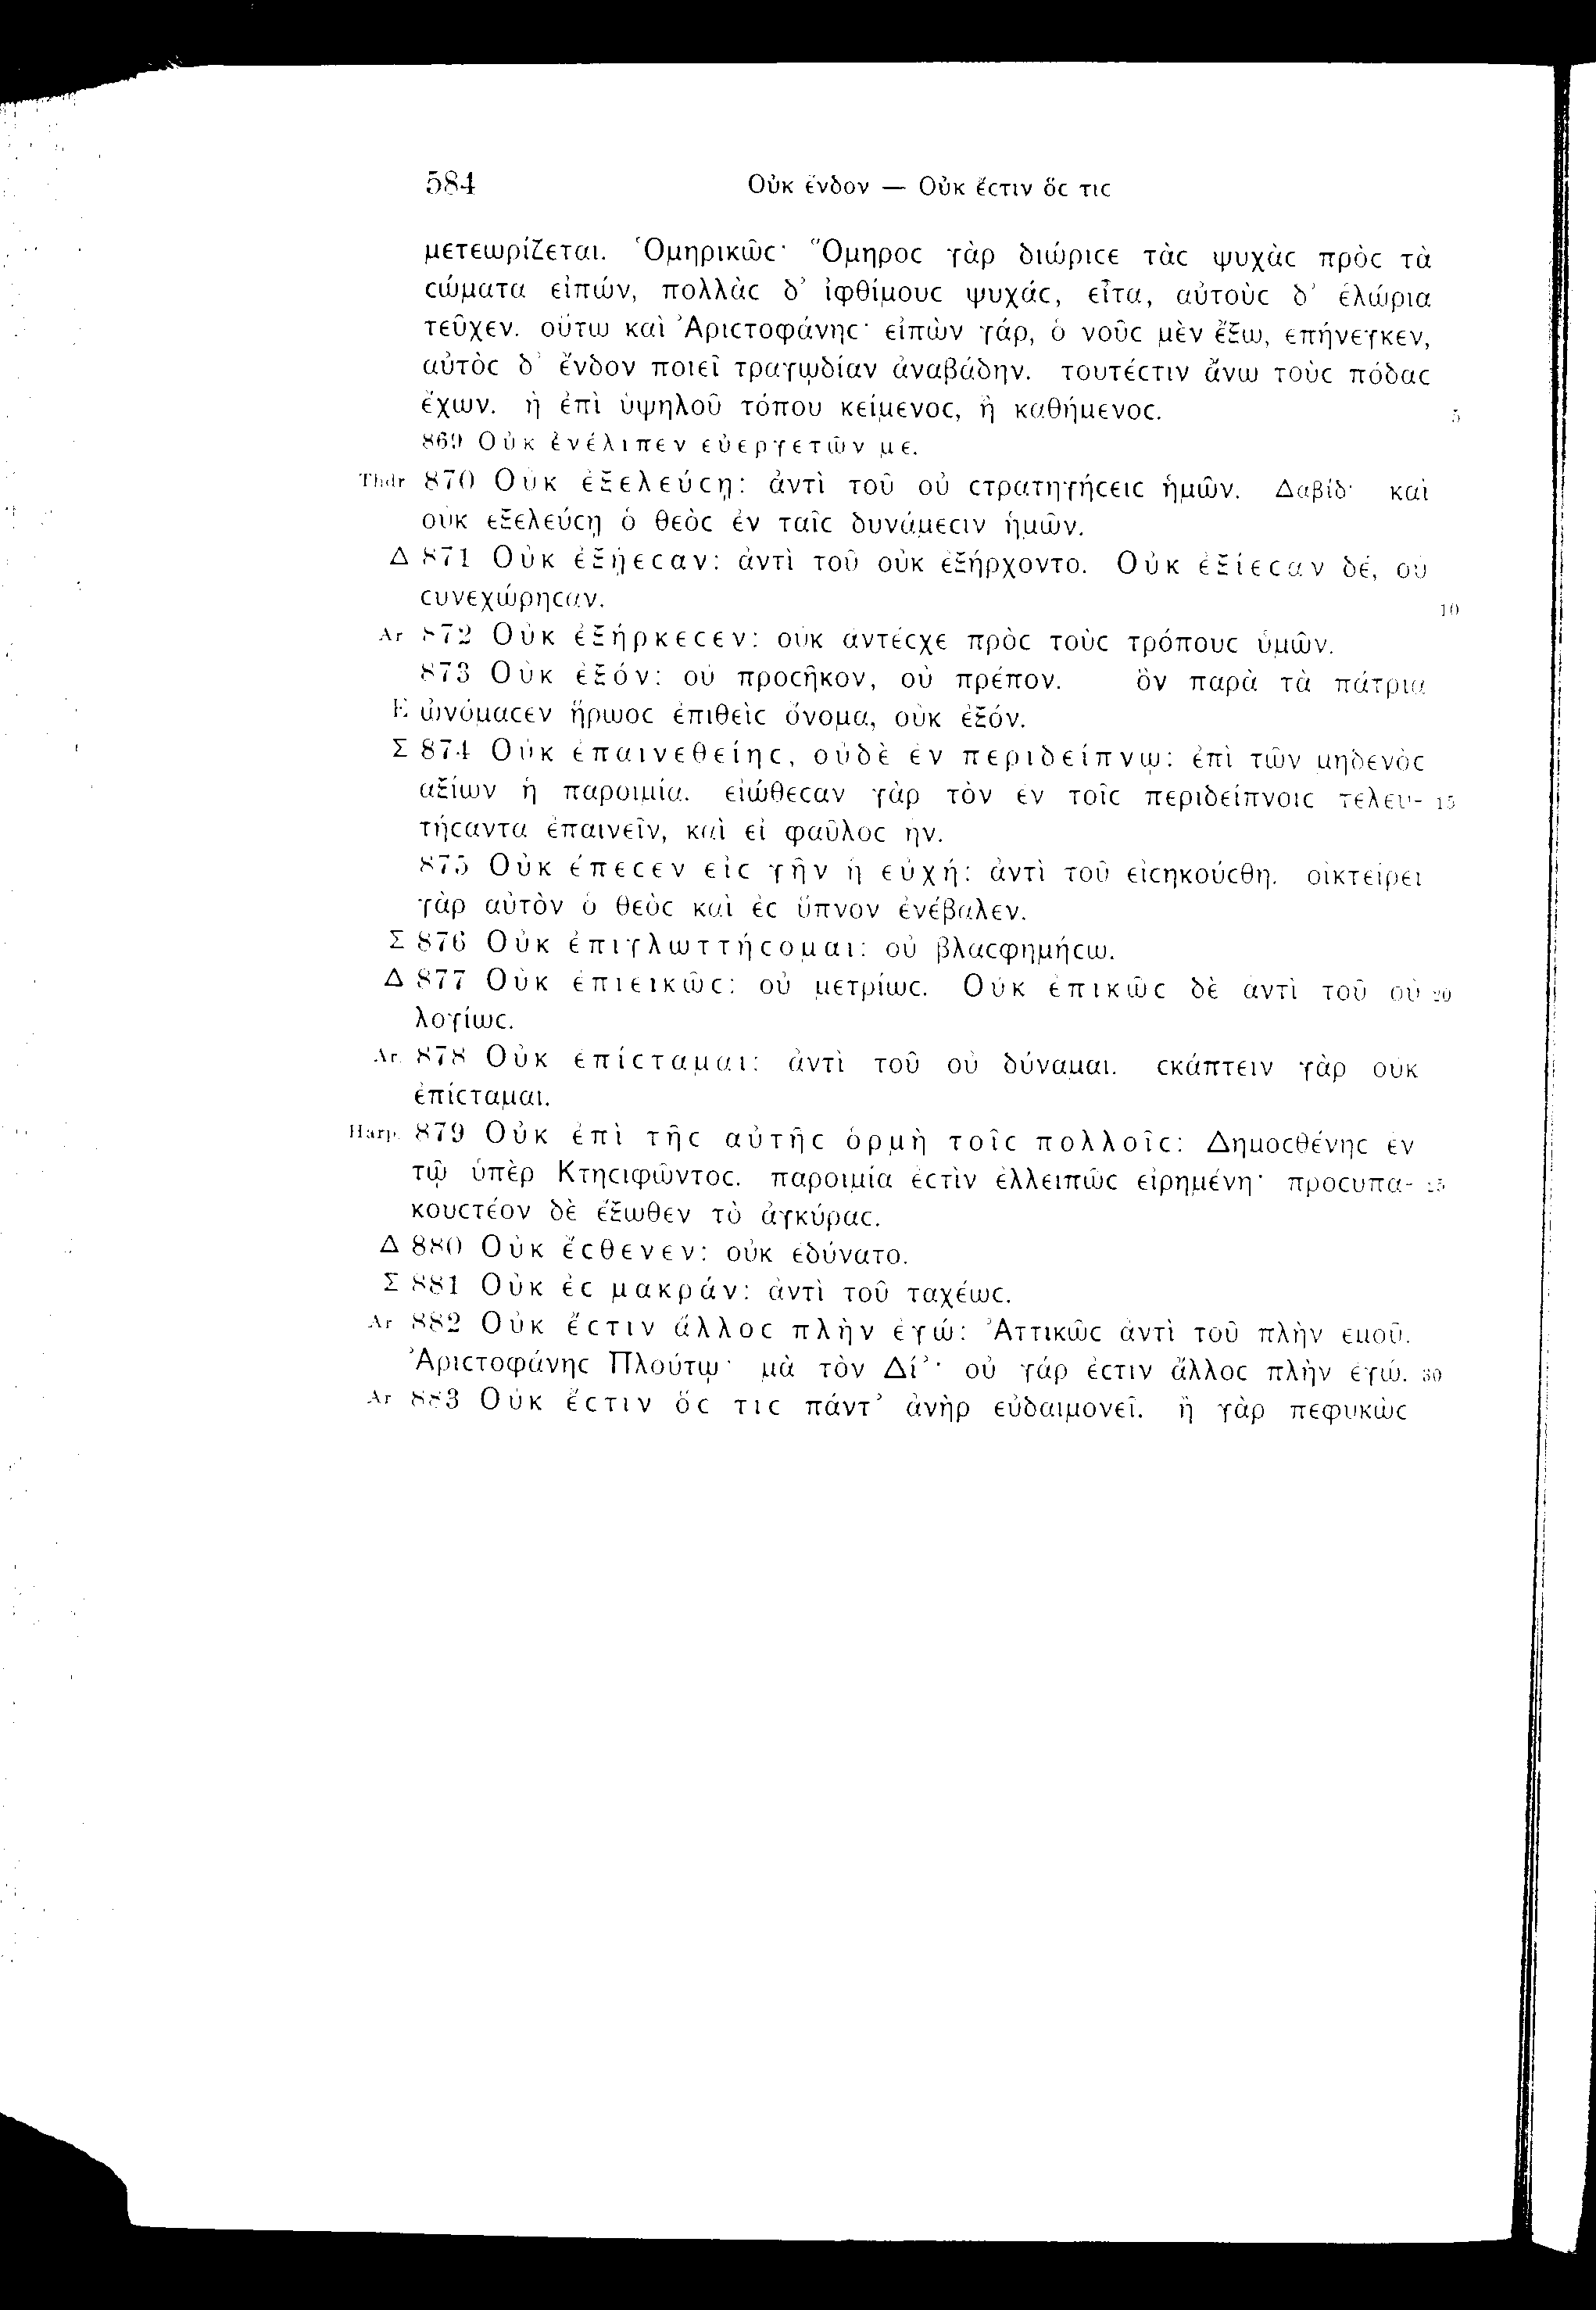 584 Οὐκ ἔνδον — Οὐκ ἔϲτιν ὅϲ τιϲ
μετεωρίζεται. Ὁμηρικῶϲ· Ὅμηροϲ γὰρ διώριϲε τὰϲ ψυχὰϲ πρὸϲ τὰ
ϲώματα εἰπών, πολλὰϲ δ’ ἰφθίμουϲ ψυχάϲ, εἶτα, αὐτοὺϲ δ’ ἑλώρια
τεῦχεν. οὕτω καὶ Ἀριϲτοφάνηϲ· εἰπὼν γάρ, ὁ νοῦϲ μὲν ἔξω, ἐπήνεγκεν,
αὐτὸϲ δ’ ἔνδον ποιεῖ τραγῳδίαν ἀναβάδην. τουτέϲτιν ἄνω τοὺϲ πόδαϲ
ἔχων. ἢ ἐπὶ ὑψηλοῦ τόπου κείμενοϲ, ἢ καθήμενοϲ. 5
869 Οὐκ ἐνέλιπεν εὐεργετῶν με.
Thdr 870 Οὐκ ἐξελεύϲῃ: ἀντὶ τοῦ οὐ ϲτρατηγήϲειϲ ἡμῶν. Δαβίδ· καὶ
οὐκ ἐξελεύϲῃ ὁ θεὸϲ ἐν ταῖϲ δυνάμεϲιν ἡμῶν.
Δ 871 Οὐκ ἐξῄεϲαν: ἀντὶ τοῦ οὐκ ἐξήρχοντο. Οὐκ ἐξίεϲαν δέ, οὐ
ϲυνεχώρηϲαν. 10
Ar 872 Οὐκ ἐξήρκεϲεν: οὐκ ἀντέϲχε πρὸϲ τοὺϲ τρόπουϲ ὑμῶν.
873 Οὐκ ἐξόν: οὐ προϲῆκον, οὐ πρέπον. ὃν παρὰ τὰ πάτρια
E ὠνόμαϲεν ἥρωοϲ ἐπιθεὶϲ ὄνομα, οὐκ ἐξόν.
Σ 874 Οὐκ ἐπαινεθείηϲ, οὐδὲ ἐν περιδείπνῳ: ἐπὶ τῶν μηδενὸϲ
ἀξίων ἡ παροιμία. εἰώθεϲαν γὰρ τὸν ἐν τοῖϲ περιδείπνοιϲ τελευ- 15
τήϲαντα ἐπαινεῖν, καὶ εἰ φαῦλοϲ ἦν.
875 Οὐκ ἔπεϲεν εἰϲ γῆν ἡ εὐχή: ἀντὶ τοῦ εἰϲηκούϲθη. οἰκτείρει
γὰρ αὐτὸν ὁ θεὸϲ καὶ ἐϲ ὕπνον ἐνέβαλεν.
Σ 876 Οὐκ ἐπιγλωττήϲομαι: οὐ βλαϲφημήϲω.
Δ 877 Οὐκ ἐπιεικῶϲ: οὐ μετρίωϲ. Οὐκ ἐπικῶϲ δὲ ἀντὶ τοῦ οὐ 20
λογίωϲ.
Ar. 878 Οὐκ ἐπίϲταμαι: ἀντὶ τοῦ οὐ δύναμαι. ϲκάπτειν γὰρ οὐκ
ἐπίϲταμαι.
Harp. 879 Οὐκ ἐπὶ τῆϲ αὐτῆϲ ὁρμὴ τοῖϲ πολλοῖϲ: Δημοϲθένηϲ ἐν
τῷ ὑπὲρ Κτηϲιφῶντοϲ. παροιμία ἐϲτὶν ἐλλειπῶϲ εἰρημένη· προϲυπα- 25
κουϲτέον δὲ ἔξωθεν τὸ ἀγκύραϲ.
Δ 880 Οὐκ ἔϲθενεν: οὐκ ἐδύνατο.
Σ 881 Οὐκ ἐϲ μακράν: ἀντὶ τοῦ ταχέωϲ.
Ar 882 Οὐκ ἔϲτιν ἄλλοϲ πλὴν ἐγώ: Ἀττικῶϲ ἀντὶ τοῦ πλὴν ἐμοῦ.
Ἀριϲτοφάνηϲ Πλούτῳ· μὰ τὸν Δί’· οὐ γάρ ἐϲτιν ἄλλοϲ πλὴν ἐγώ. 30
Ar 883 Οὐκ ἔϲτιν ὅϲ τιϲ πάντ’ ἀνὴρ εὐδαιμονεῖ. ἢ γὰρ πεφυκὼϲ